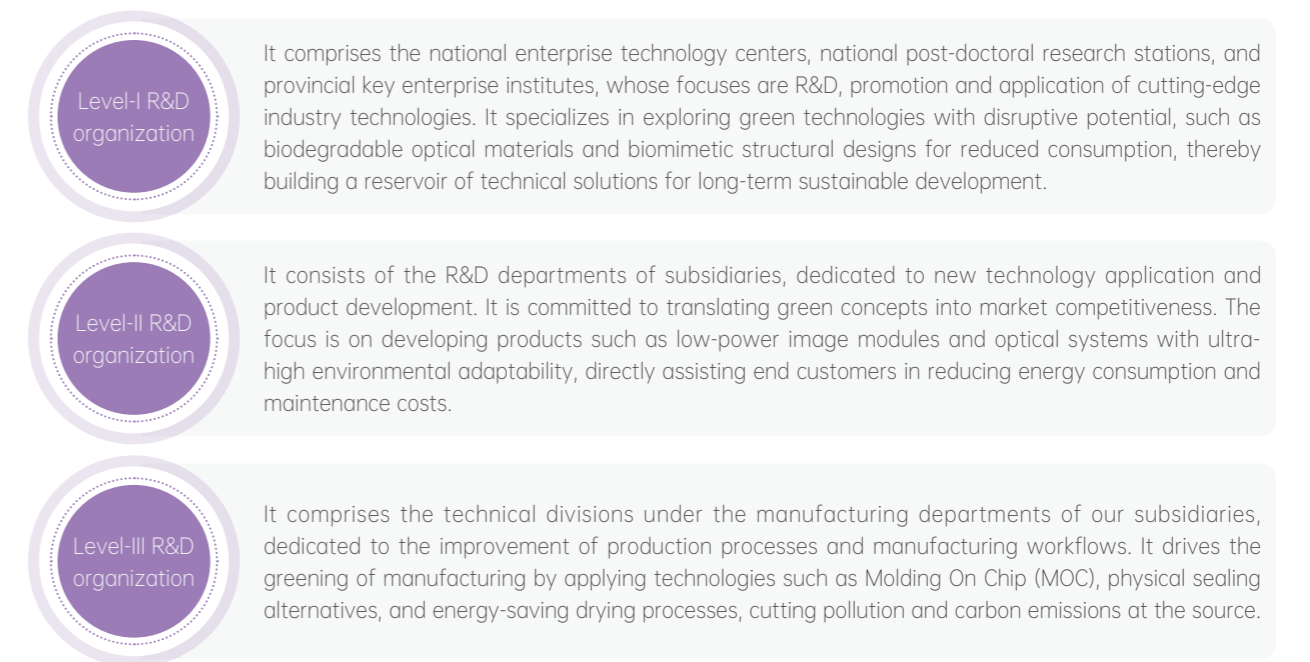 Level-I R&D
organization
It comprises the national enterprise technology centers, national post-doctoral research stations, and
provincial key enterprise institutes, whose focuses are R&D, promotion and application of cutting-edge
industry technologies. It specializes in exploring green technologies with disruptive potential, such as
biodegradable optical materials and biomimetic structural designs for reduced consumption, thereby
building a reservoir of technical solutions for long-term sustainable development.
Level-II R&D
organization
It consists of the R&D departments of subsidiaries, dedicated to new technology application and
product development. It is committed to translating green concepts into market competitiveness. The
focus is on developing products such as low-power image modules and optical systems with ultra-
high environmental adaptability, directly assisting end customers in reducing energy consumption and
maintenance costs.
Level-III R&D
organization
It comprises the technical divisions under the manufacturing departments of our subsidiaries,
dedicated to the improvement of production processes and manufacturing workflows. It drives the
greening of manufacturing by applying technologies such as Molding On Chip (MOC), physical sealing
alternatives, and energy-saving drying processes, cutting pollution and carbon emissions at the source.